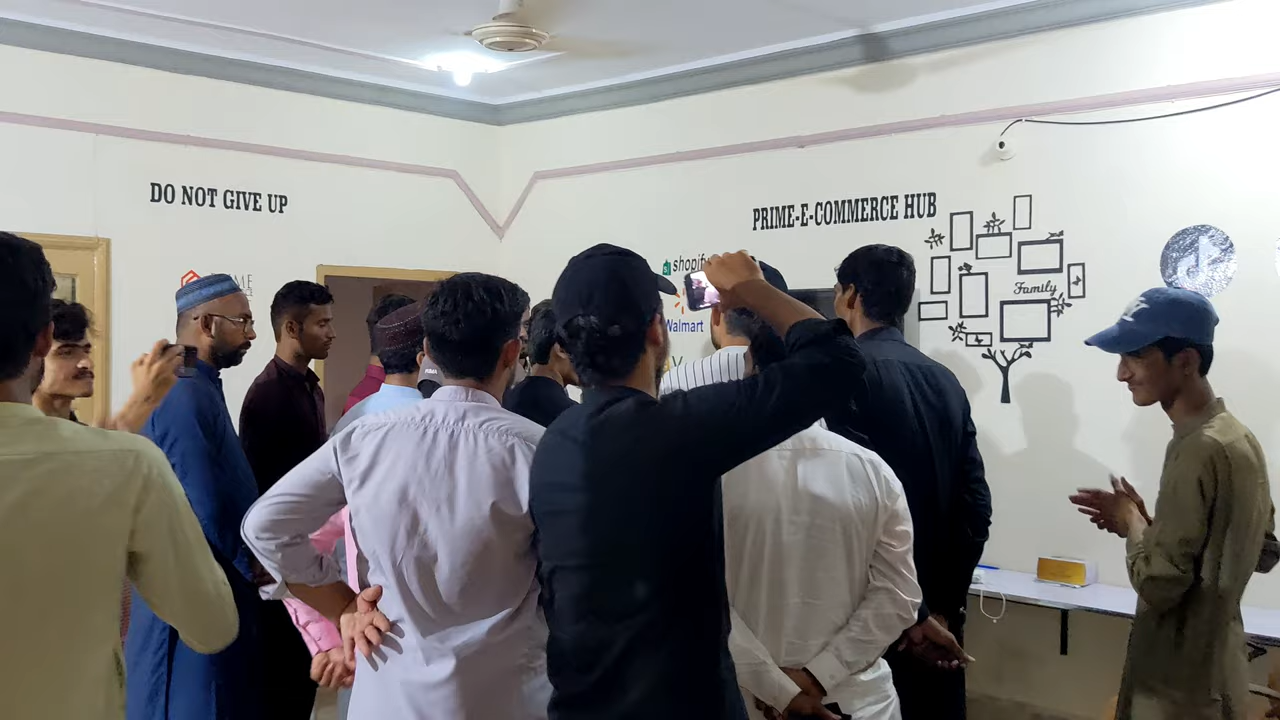 DO NOT GIVE UP
PRIME-E-COMMERCE HUB
shopify
Walmart
Family